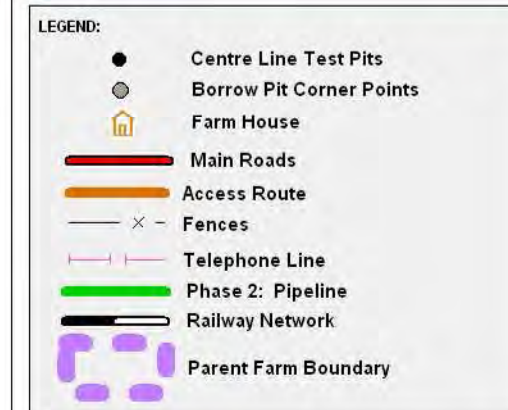 LEGEND:
Centre Line Test Pits
Borrow Pit Corner Points
Farm House
Main Roads
Access Route
Fences
Telephone Line
Phase 2: Pipeline
Railway Network
Parent Farm Boundary